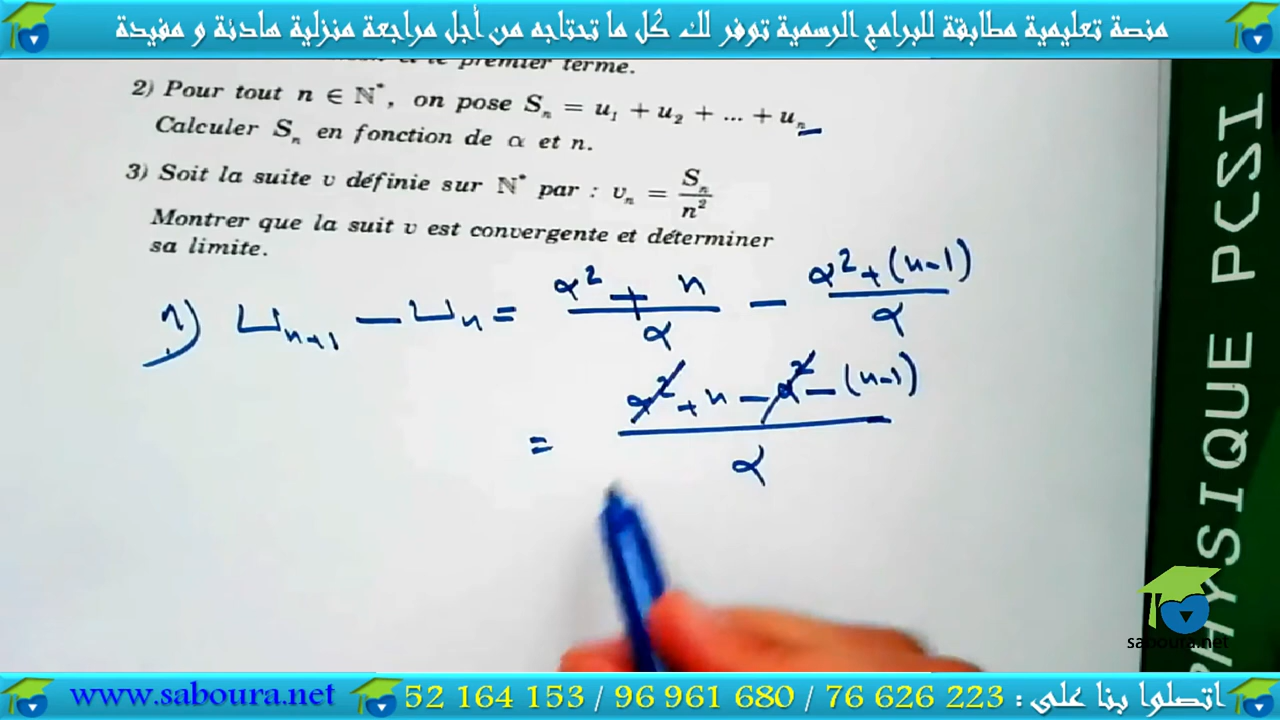 منصة تعليمية مطابقة للبرامج الرسمية توفر لك كل ما تحتاجه من أجل مراجعة منزلية هادئة و مفيدة
et le premier terme.
2) Pour tout n ∈ ℕ*, on pose Sₙ = u₁ + u₂ + ... + uₙ
Calculer Sₙ en fonction de α et n.
3) Soit la suite v définie sur ℕ* par : vₙ = Sₙ/n²
Montrer que la suit v est convergente et déterminer
sa limite.
1) Uₙ₊₁ − Uₙ = (α² + n)/α − (α² + (n-1))/α
= (α² + n − α² − (n-1))/α
PHYSIQUE PCSI
saboura.net
www.saboura.net 52 164 153 / 96 961 680 / 76 626 223 : اتصلوا بنا على